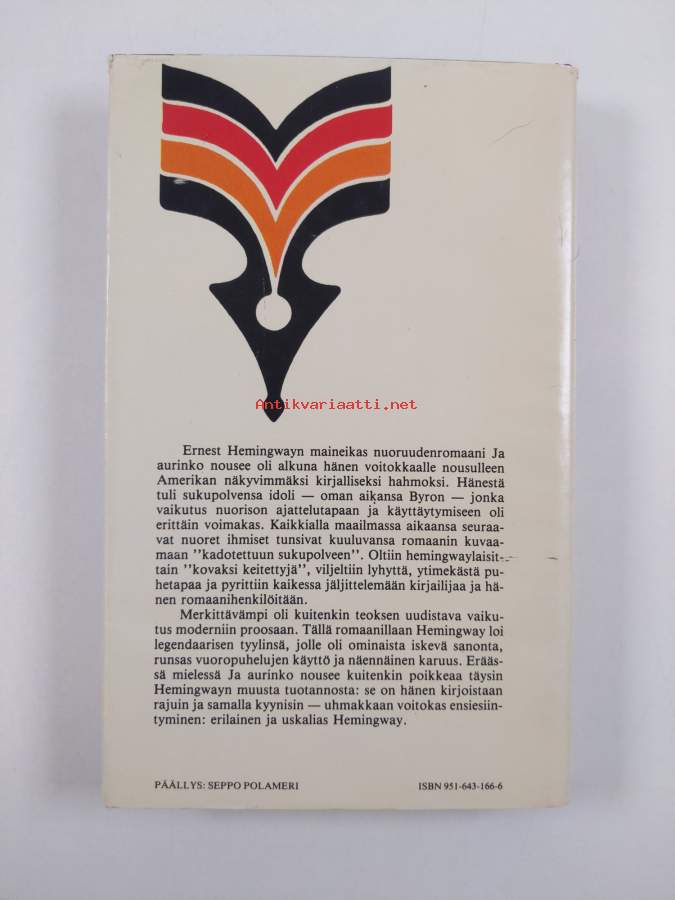 Antikvariaatti.net
Ernest Hemingwayn maineikas nuoruudenromaani Ja
aurinko nousee oli alkuna hänen voitokkaalle nousulleen
Amerikan näkyvimmäksi kirjalliseksi hahmoksi. Hänestä
tuli sukupolvensa idoli — oman aikansa Byron — jonka
vaikutus nuorison ajattelutapaan ja käyttäytymiseen oli
erittäin voimakas. Kaikkialla maailmassa aikaansa seuraa-
vat nuoret ihmiset tunsivat kuuluvansa romaanin kuvaa-
maan "kadotettuun sukupolveen". Oltiin hemingwaylaisit-
tain "kovaksi keitettyjä", viljeltiin lyhyttä, ytimekästä pu-
hetapaa ja pyrittiin kaikessa jäljittelemään kirjailijaa ja hä-
nen romaanihenkilöitään.
Merkittävämpi oli kuitenkin teoksen uudistava vaiku-
tus moderniin proosaan. Tällä romaanillaan Hemingway loi
legendaarisen tyylinsä, jolle oli ominaista iskevä sanonta,
runsas vuoropuhelujen käyttö ja näennäinen karuus. Erääs-
sä mielessä Ja aurinko nousee kuitenkin poikkeaa täysin
Hemingwayn muusta tuotannosta: se on hänen kirjoistaan
rajuin ja samalla kyynisin — uhmakkaan voitokas ensiesiin-
tyminen: erilainen ja uskalias Hemingway.
PÄÄLLYS: SEPPO POLAMERI
ISBN 951-643-166-6